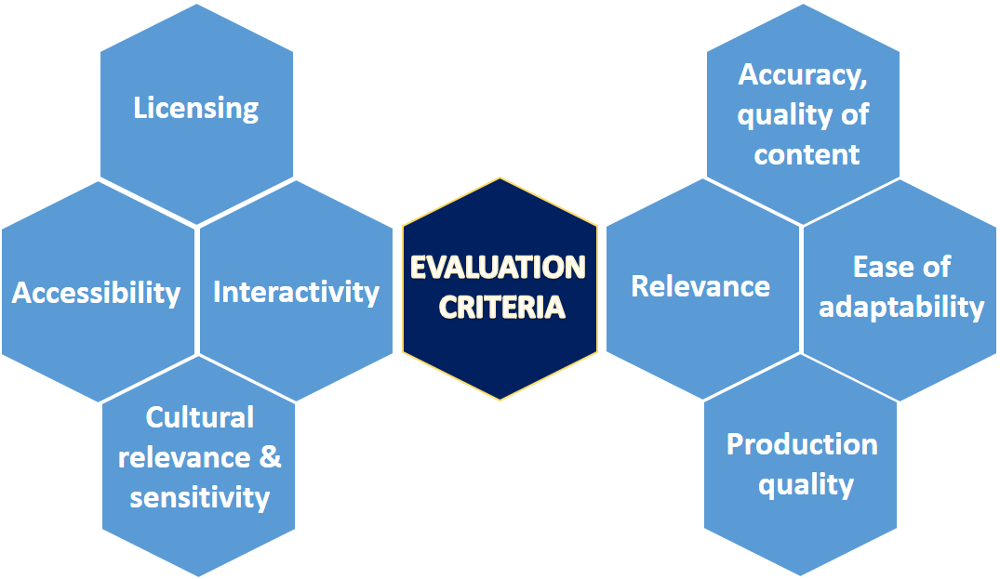 Licensing
Accessibility
Interactivity
Cultural
relevance &
sensitivity
EVALUATION
CRITERIA
Accuracy,
quality of
content
Relevance
Ease of
adaptability
Production
quality